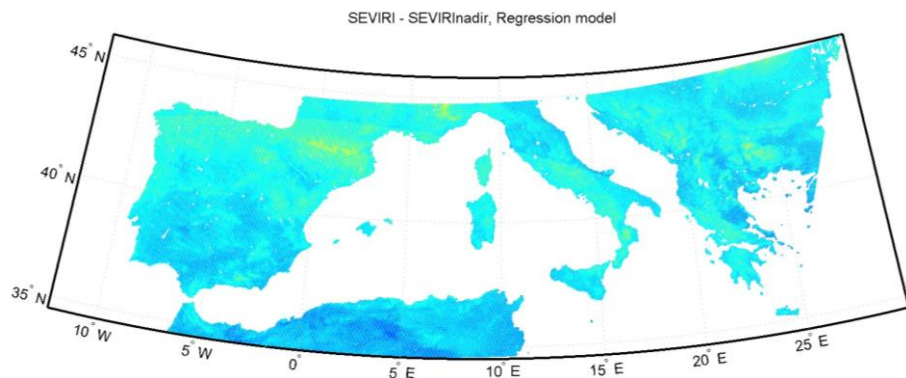 SEVIRI - SEVIRInadir, Regression model
45° N
40° N
35° N
10° W
5° W
0°
5° E
10° E
15° E
20° E
25° E